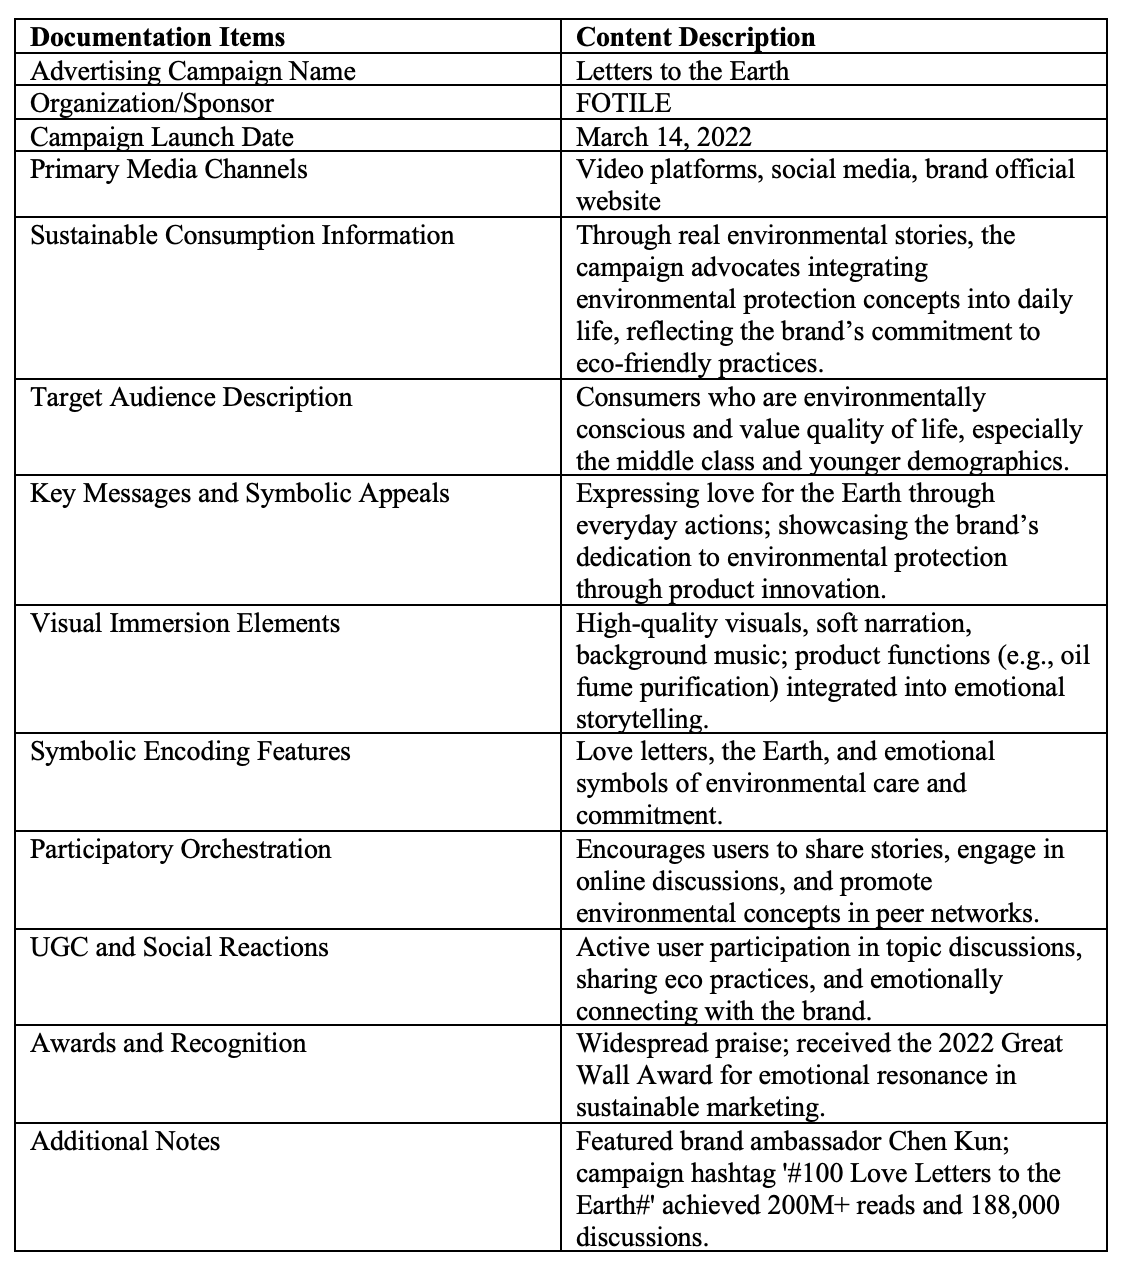 Documentation Items
Content Description
Advertising Campaign Name
Letters to the Earth
Organization/Sponsor
FOTILE
Campaign Launch Date
March 14, 2022
Primary Media Channels
Video platforms, social media, brand official
website
Sustainable Consumption Information
Through real environmental stories, the
campaign advocates integrating
environmental protection concepts into daily
life, reflecting the brand’s commitment to
eco-friendly practices.
Target Audience Description
Consumers who are environmentally
conscious and value quality of life, especially
the middle class and younger demographics.
Key Messages and Symbolic Appeals
Expressing love for the Earth through
everyday actions; showcasing the brand’s
dedication to environmental protection
through product innovation.
Visual Immersion Elements
High-quality visuals, soft narration,
background music; product functions (e.g., oil
fume purification) integrated into emotional
storytelling.
Symbolic Encoding Features
Love letters, the Earth, and emotional
symbols of environmental care and
commitment.
Participatory Orchestration
Encourages users to share stories, engage in
online discussions, and promote
environmental concepts in peer networks.
UGC and Social Reactions
Active user participation in topic discussions,
sharing eco practices, and emotionally
connecting with the brand.
Awards and Recognition
Widespread praise; received the 2022 Great
Wall Award for emotional resonance in
sustainable marketing.
Additional Notes
Featured brand ambassador Chen Kun;
campaign hashtag '#100 Love Letters to the
Earth#' achieved 200M+ reads and 188,000
discussions.